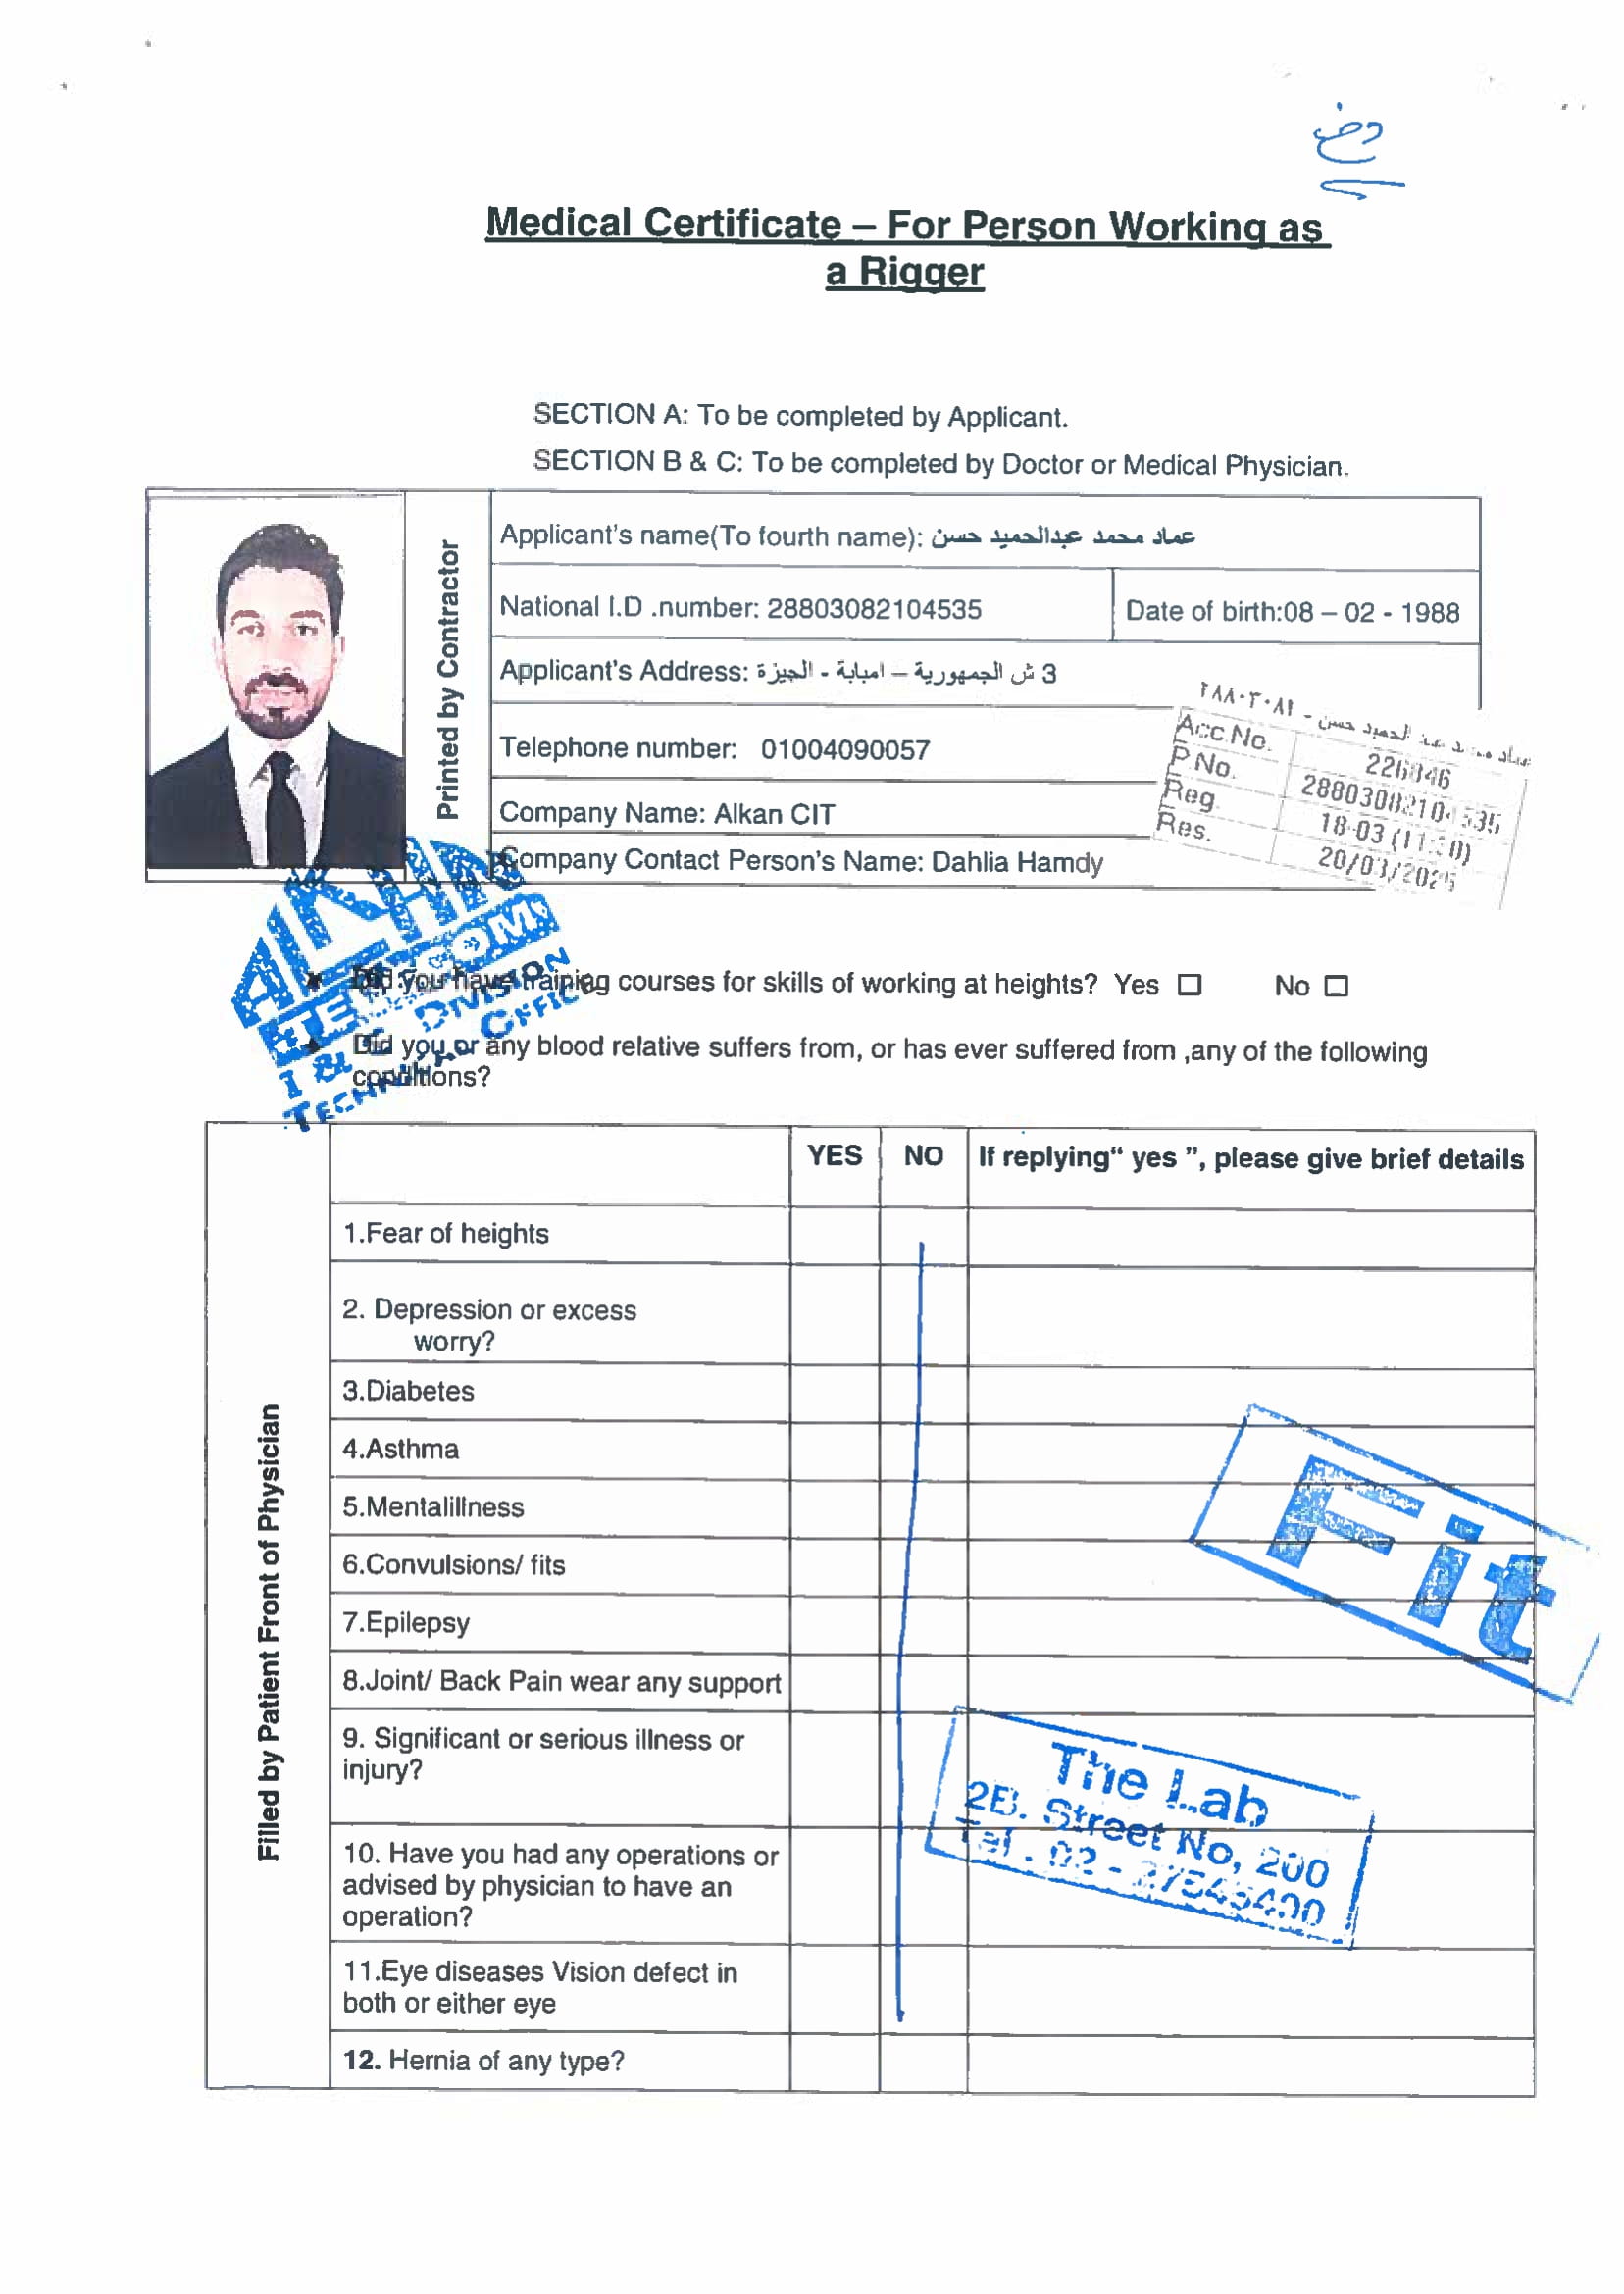 Medical Certificate – For Person Working as
a Rigger
SECTION A: To be completed by Applicant.
SECTION B & C: To be completed by Doctor or Medical Physician.
Printed by Contractor
Applicant's name(To fourth name): عماد محمد عبدالحميد حسن
National I.D .number: 28803082104535
Date of birth:08 – 02 - 1988
Applicant's Address: 3 ش الجمهورية – امبابة - الجيزة
Telephone number: 01004090057
Company Name: Alkan CIT
Company Contact Person's Name: Dahlia Hamdy
عماد محمد عبد الحميد حسن -
Acc.No. 226846
P.No. 28803082104535
Reg. 18-03 (11:30)
Res. 20/03/2025
ALKAN
TELECOM
I & C DIVISION
TECHNICAL OFFICE
Did you have training courses for skills of working at heights? Yes ☐ No ☐
Did you or any blood relative suffers from, or has ever suffered from ,any of the following
conditions?
Filled by Patient Front of Physician
YES NO If replying“ yes ”, please give brief details
1.Fear of heights
2. Depression or excess
worry?
3.Diabetes
4.Asthma
5.Mentalillness
6.Convulsions/ fits
7.Epilepsy
8.Joint/ Back Pain wear any support
9. Significant or serious illness or
injury?
10. Have you had any operations or
advised by physician to have an
operation?
11.Eye diseases Vision defect in
both or either eye
12. Hernia of any type?
Fit
The Lab
2B. Street No, 200
Tel . 02 - 27545400